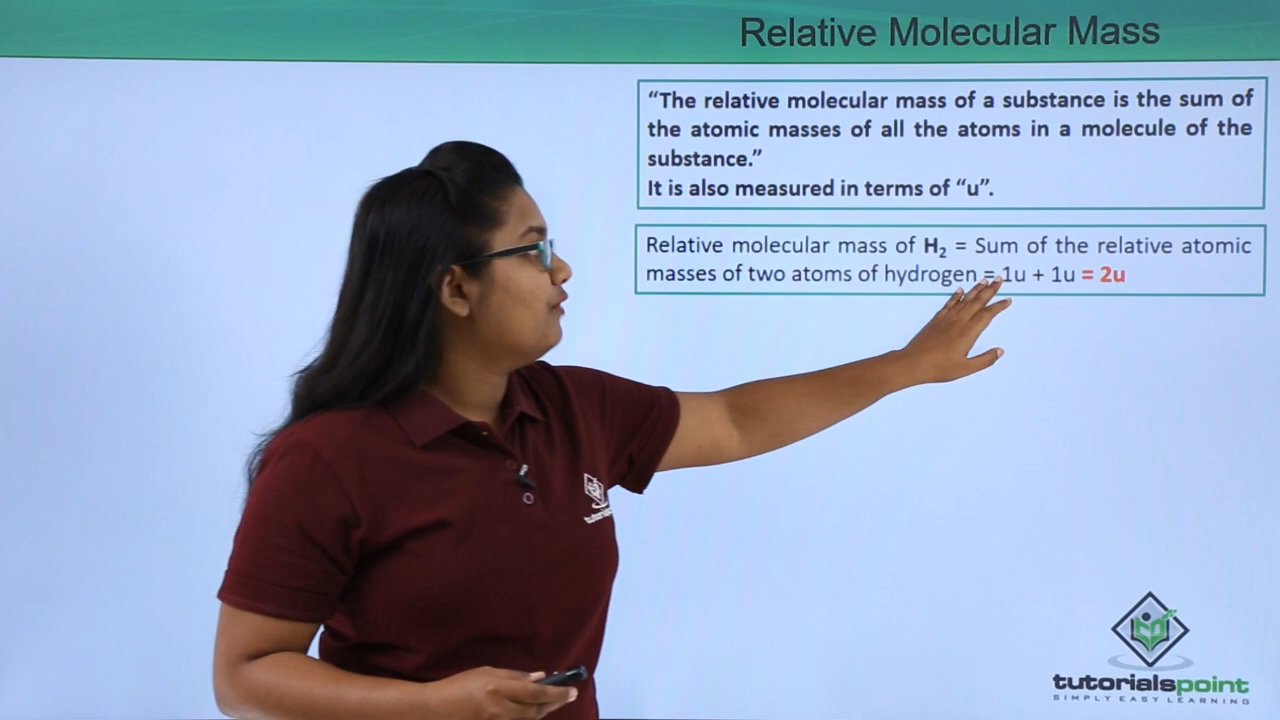 Relative Molecular Mass
“The relative molecular mass of a substance is the sum of
the atomic masses of all the atoms in a molecule of the
substance.”
It is also measured in terms of “u”.
Relative molecular mass of H₂ = Sum of the relative atomic
masses of two atoms of hydrogen = 1u + 1u = 2u
tutorialspoint
SIMPLY EASY LEARNING